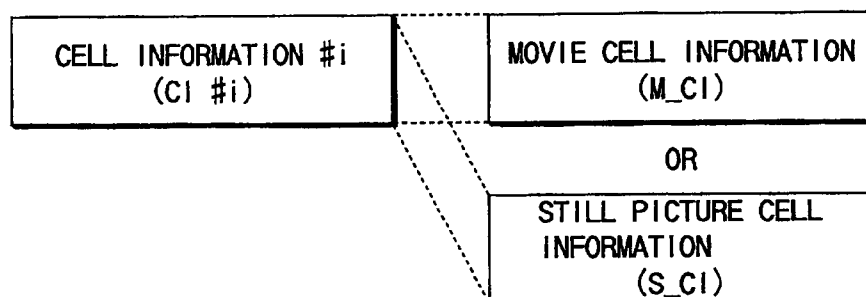 CELL INFORMATION #i
(CI #i)
MOVIE CELL INFORMATION
(M_CI)
OR
STILL PICTURE CELL
INFORMATION
(S_CI)